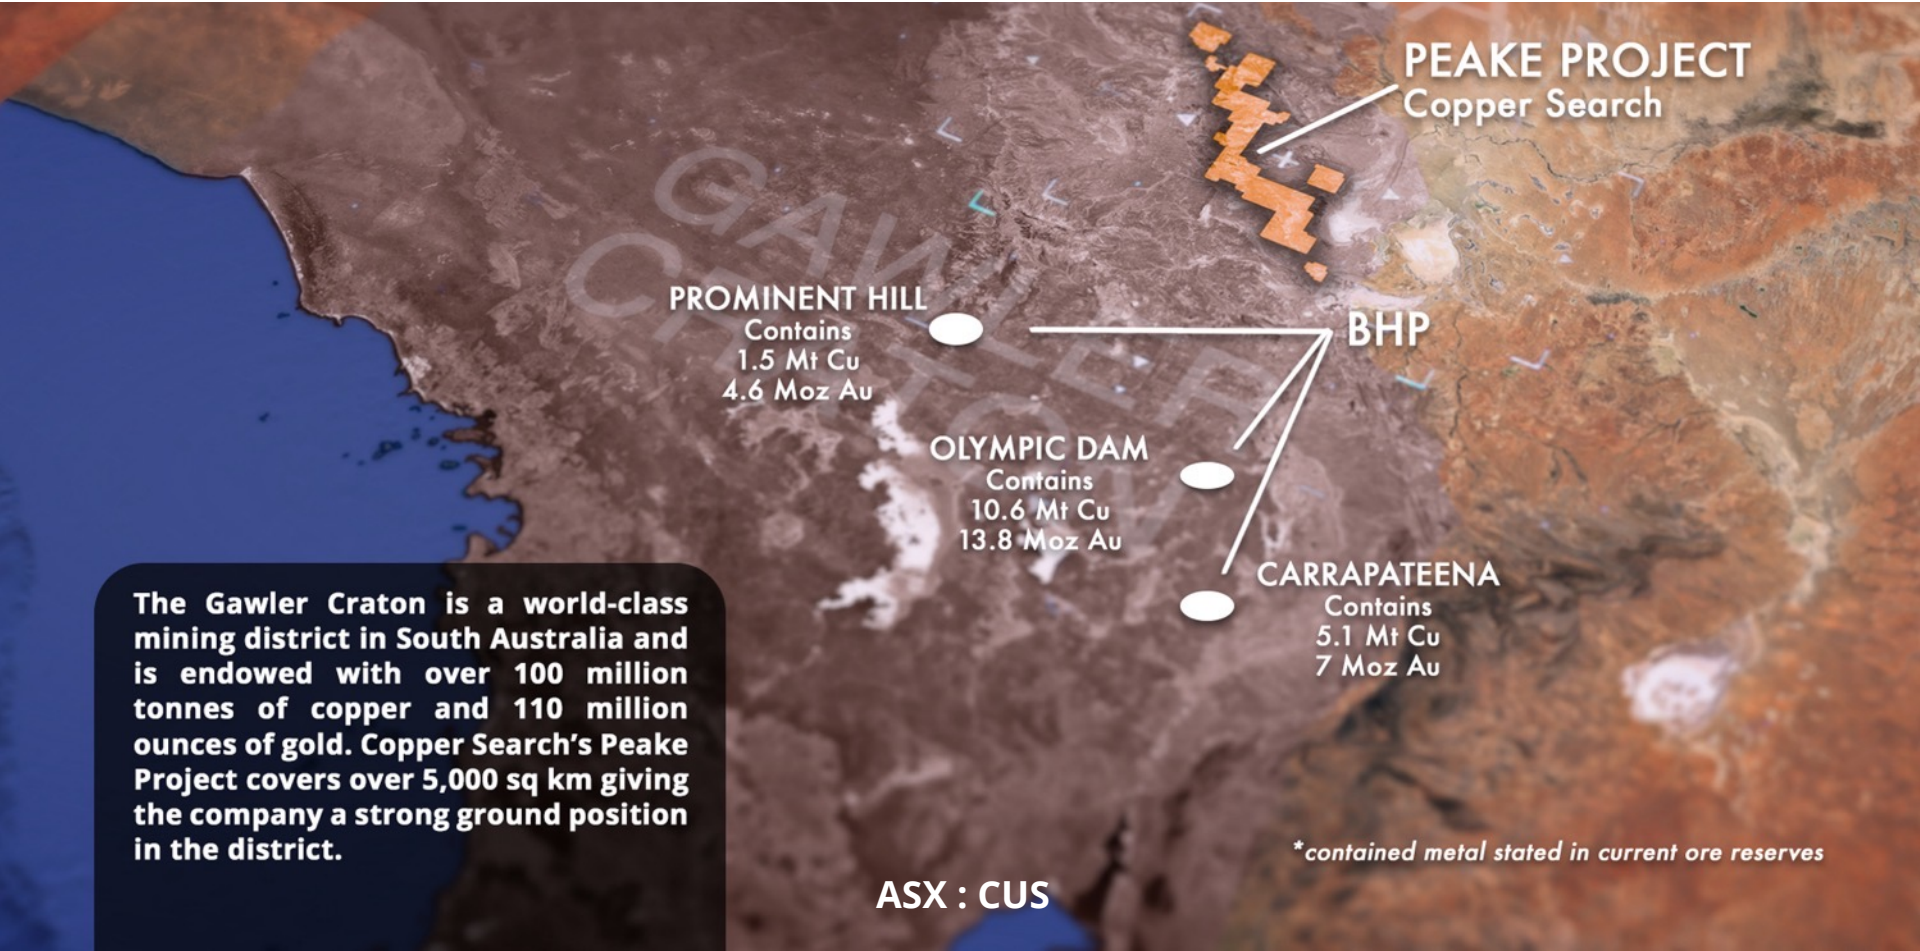 PEAKE PROJECT
Copper Search
GAWLER
CRATON
PROMINENT HILL
Contains
1.5 Mt Cu
4.6 Moz Au
BHP
OLYMPIC DAM
Contains
10.6 Mt Cu
13.8 Moz Au
CARRAPATEENA
Contains
5.1 Mt Cu
7 Moz Au
The Gawler Craton is a world-class
mining district in South Australia and
is endowed with over 100 million
tonnes of copper and 110 million
ounces of gold. Copper Search’s Peake
Project covers over 5,000 sq km giving
the company a strong ground position
in the district.
*contained metal stated in current ore reserves
ASX : CUS